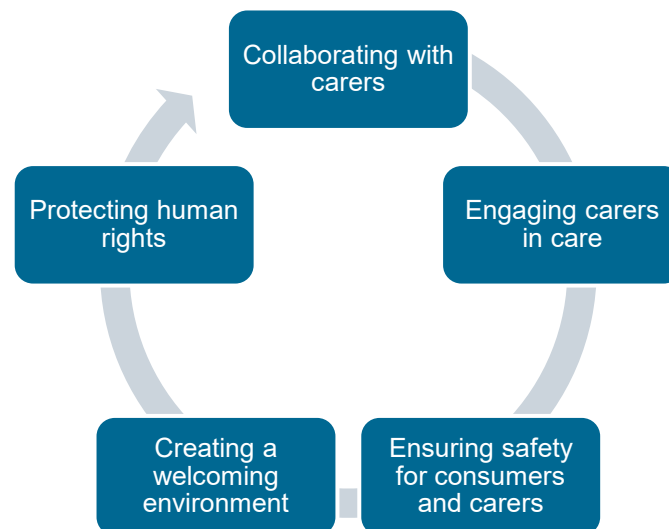 Collaborating with
carers
Engaging carers
in care
Ensuring safety
for consumers
and carers
Creating a
welcoming
environment
Protecting human
rights